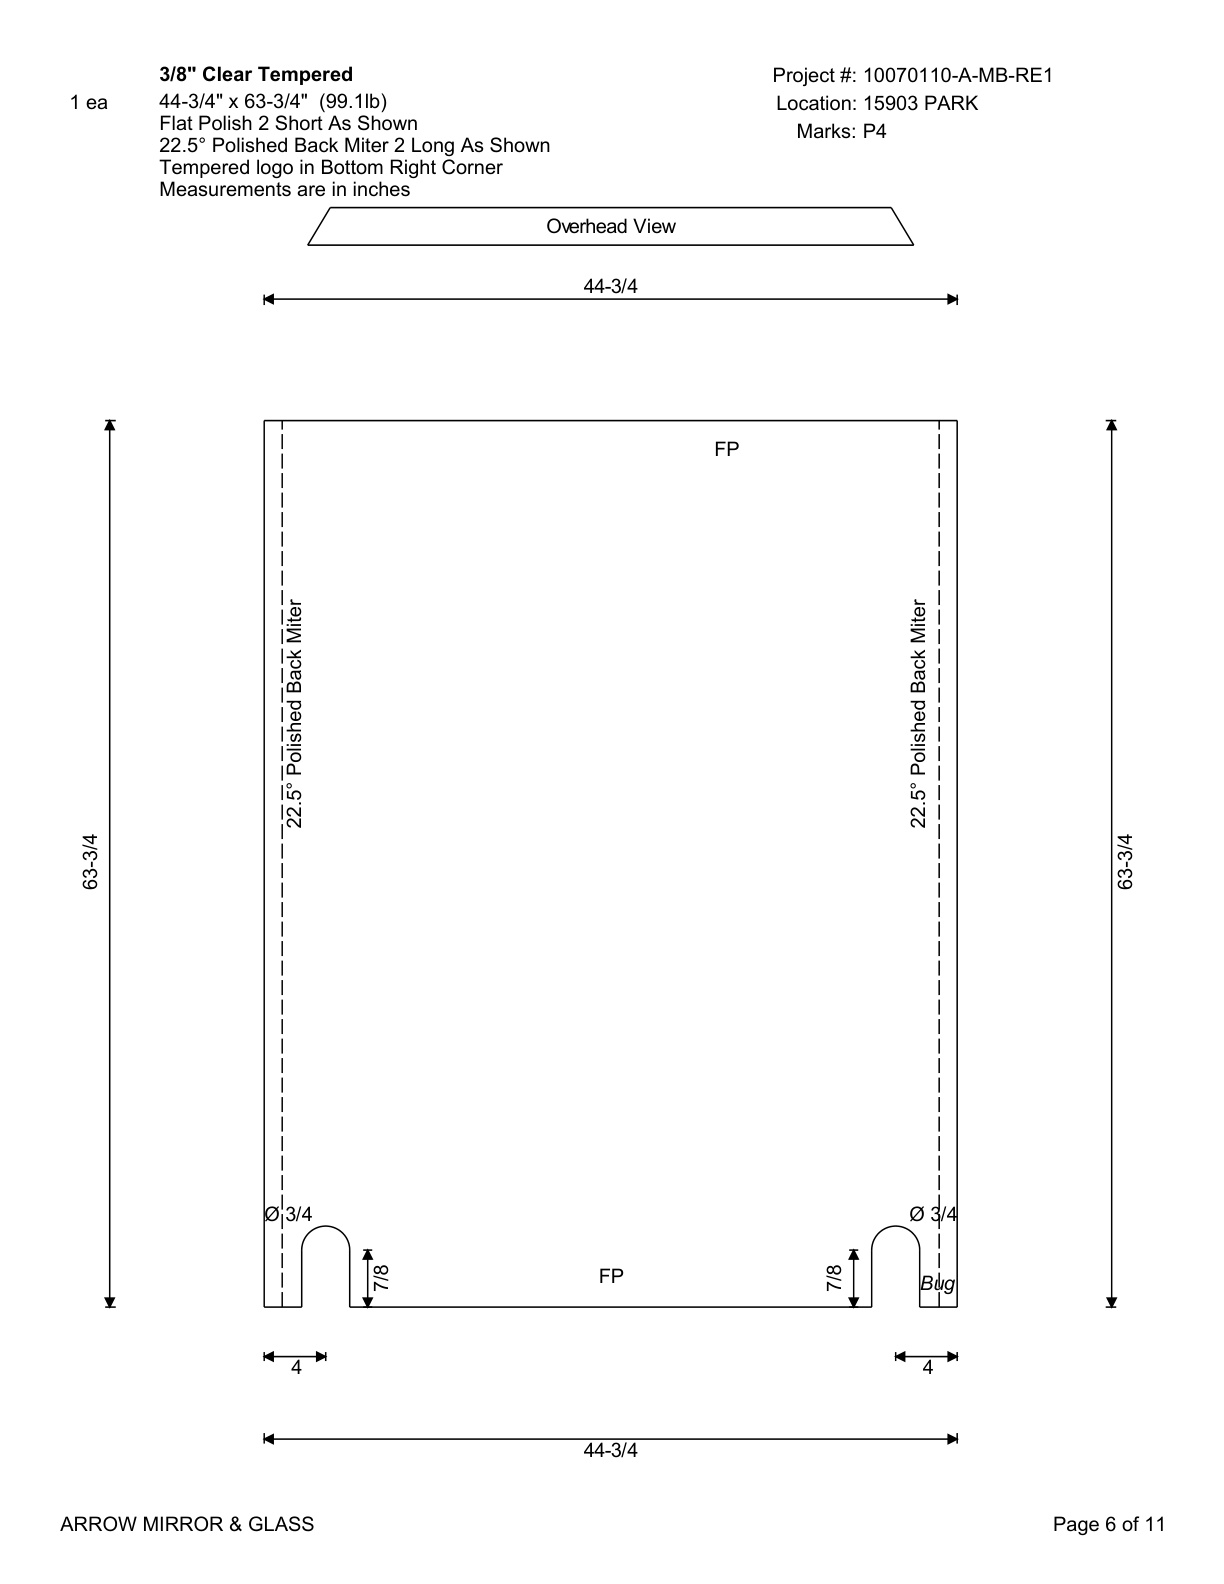 3/8" Clear Tempered
Project #: 10070110-A-MB-RE1
1 ea
44-3/4" x 63-3/4" (99.1lb)
Location: 15903 PARK
Flat Polish 2 Short As Shown
Marks: P4
22.5° Polished Back Miter 2 Long As Shown
Tempered logo in Bottom Right Corner
Measurements are in inches
Overhead View
44-3/4
FP
22.5° Polished Back Miter
22.5° Polished Back Miter
63-3/4
63-3/4
Ø 3/4
Ø 3/4
7/8
FP
7/8
Bug
4
4
44-3/4
ARROW MIRROR & GLASS
Page 6 of 11